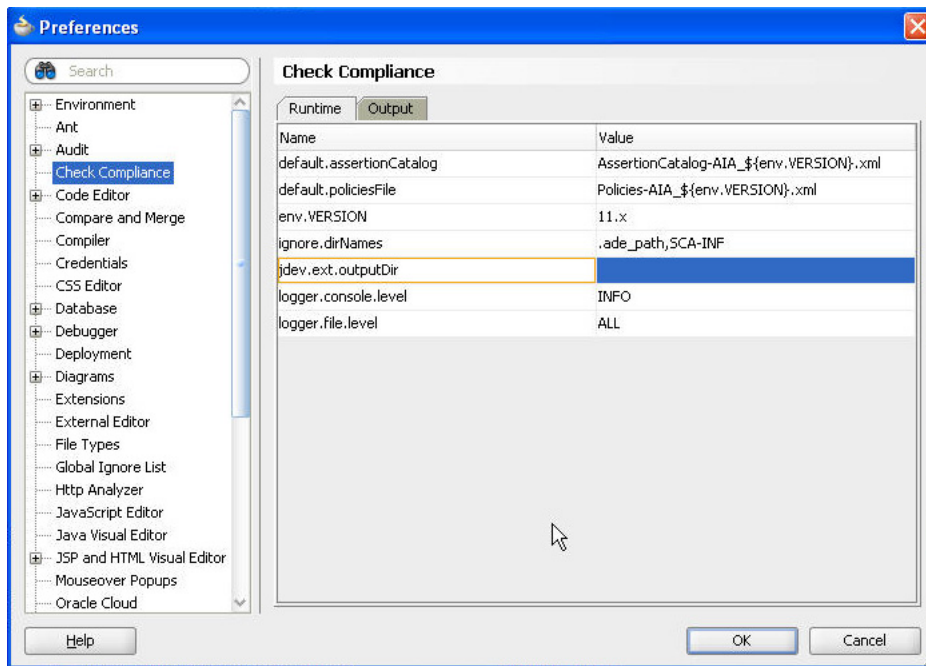 Preferences
Search
Environment
Ant
Audit
Check Compliance
Code Editor
Compare and Merge
Compiler
Credentials
CSS Editor
Database
Debugger
Deployment
Diagrams
Extensions
External Editor
File Types
Global Ignore List
Http Analyzer
JavaScript Editor
Java Visual Editor
JSP and HTML Visual Editor
Mouseover Popups
Oracle Cloud
Check Compliance
Runtime Output
Name Value
default.assertionCatalog AssertionCatalog-AIA_${env.VERSION}.xml
default.policiesFile Policies-AIA_${env.VERSION}.xml
env.VERSION 11.x
ignore.dirNames .ade_path,SCA-INF
jdev.ext.outputDir
logger.console.level INFO
logger.file.level ALL
Help OK Cancel